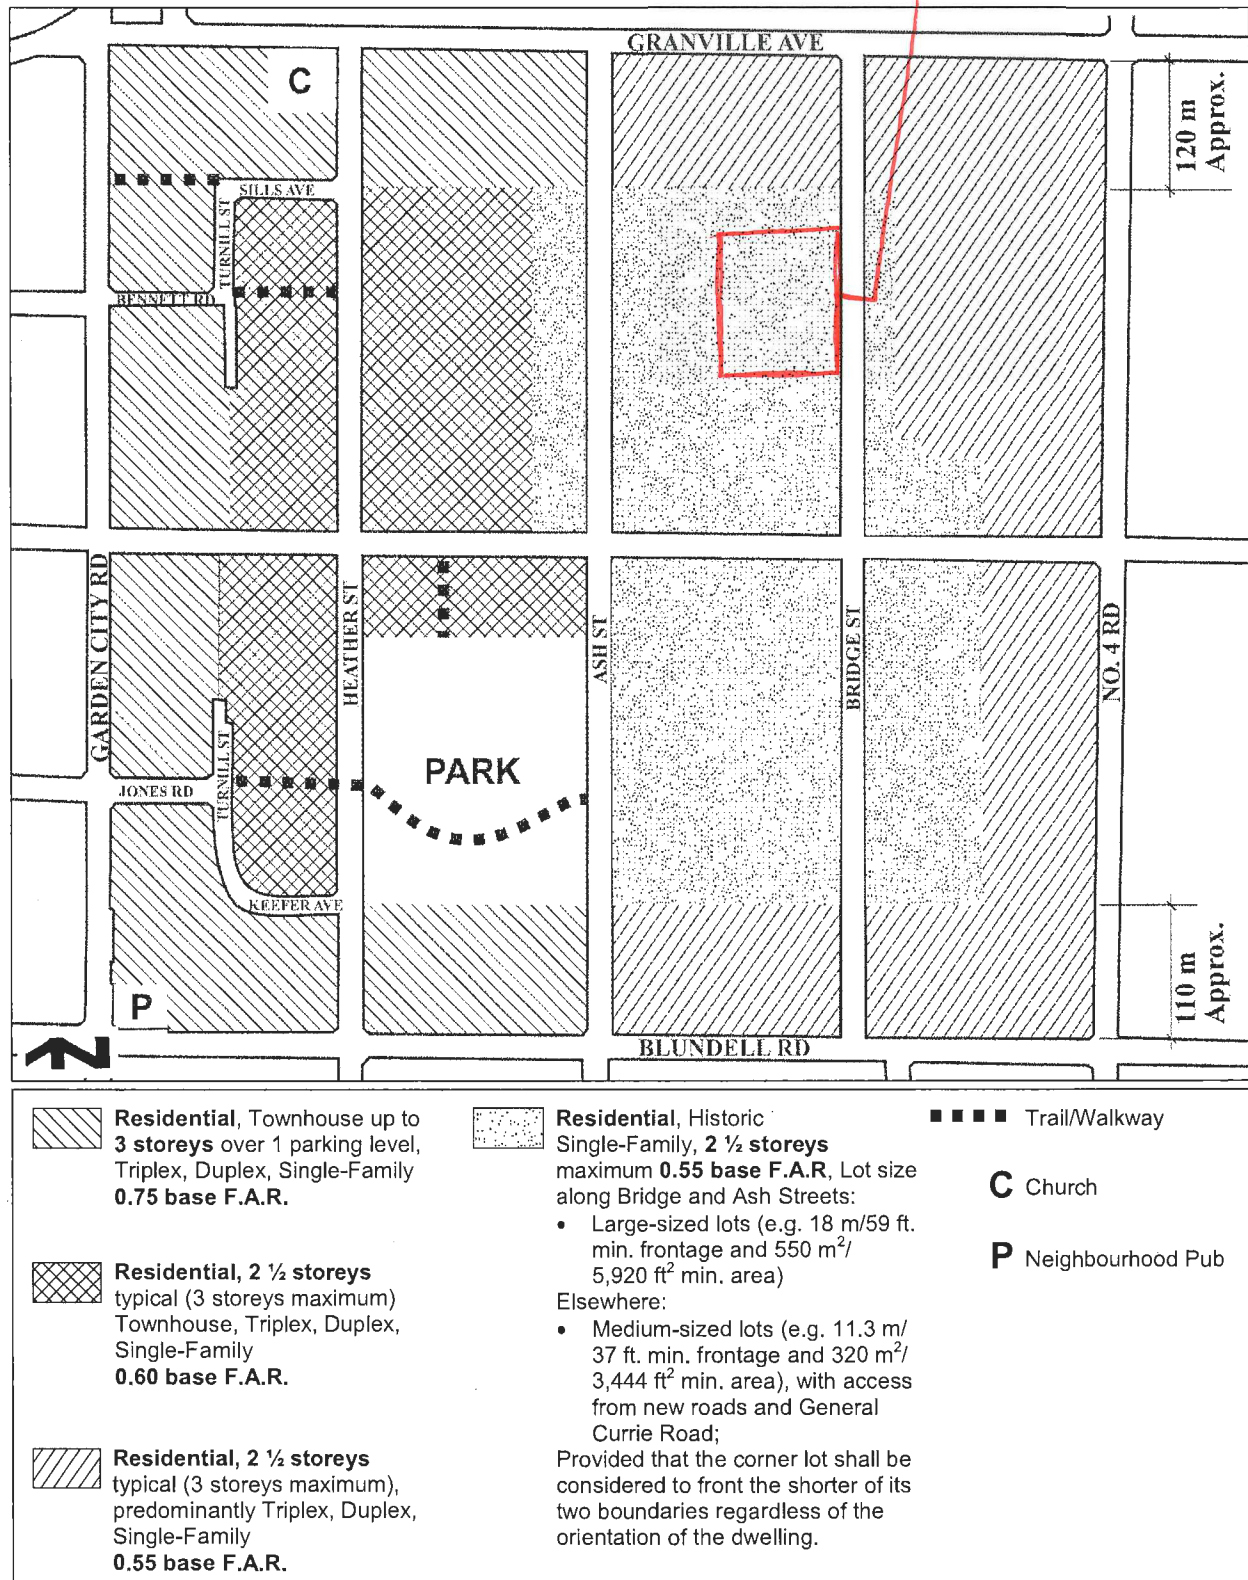 GRANVILLE AVE
C
120 m
Approx.
SILLS AVE
TURNILL ST
BENNETT RD
GARDEN CITY RD
HEATHER ST
ASH ST
BRIDGE ST
NO. 4 RD
PARK
JONES RD
TURNILL ST
KEEFER AVE
110 m
Approx.
P
BLUNDELL RD
Residential, Townhouse up to
3 storeys over 1 parking level,
Triplex, Duplex, Single-Family
0.75 base F.A.R.
Residential, 2 ½ storeys
typical (3 storeys maximum)
Townhouse, Triplex, Duplex,
Single-Family
0.60 base F.A.R.
Residential, 2 ½ storeys
typical (3 storeys maximum),
predominantly Triplex, Duplex,
Single-Family
0.55 base F.A.R.
Residential, Historic
Single-Family, 2 ½ storeys
maximum 0.55 base F.A.R, Lot size
along Bridge and Ash Streets:
• Large-sized lots (e.g. 18 m/59 ft.
min. frontage and 550 m²/
5,920 ft² min. area)
Elsewhere:
• Medium-sized lots (e.g. 11.3 m/
37 ft. min. frontage and 320 m²/
3,444 ft² min. area), with access
from new roads and General
Currie Road;
Provided that the corner lot shall be
considered to front the shorter of its
two boundaries regardless of the
orientation of the dwelling.
Trail/Walkway
C Church
P Neighbourhood Pub